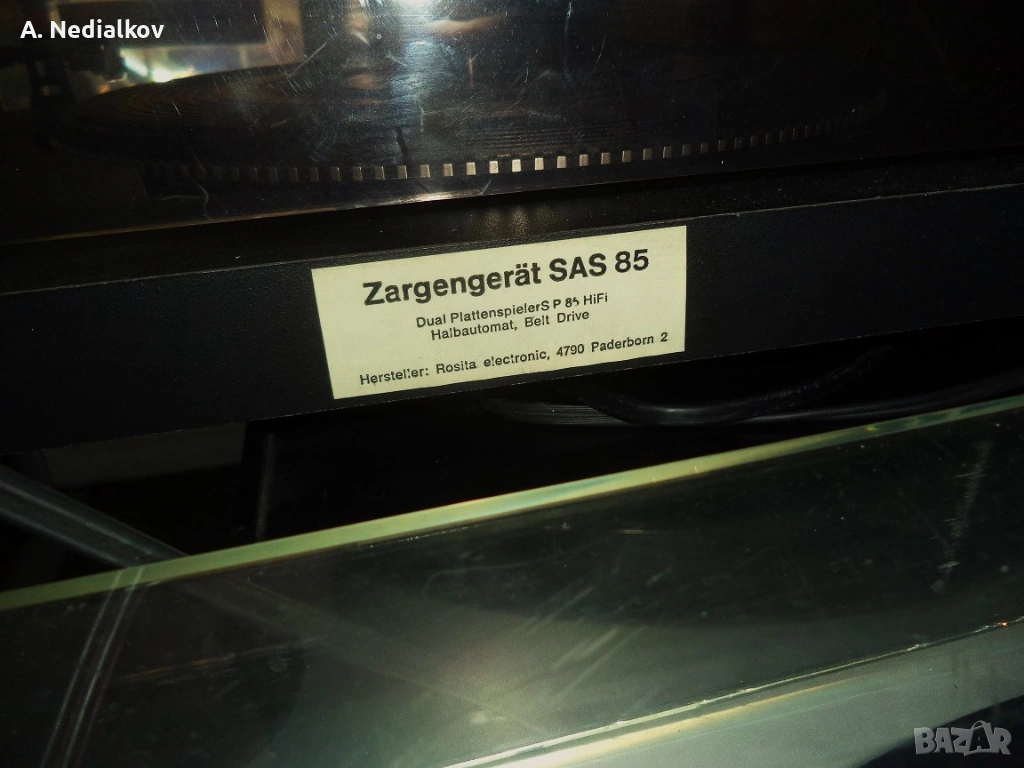 A. Nedialkov
Zargengerät SAS 85
Dual PlattenspielerS P 85 HiFi
Halbautomat, Belt Drive
Hersteller: Rosita electronic, 4790 Paderborn 2
BAZAR